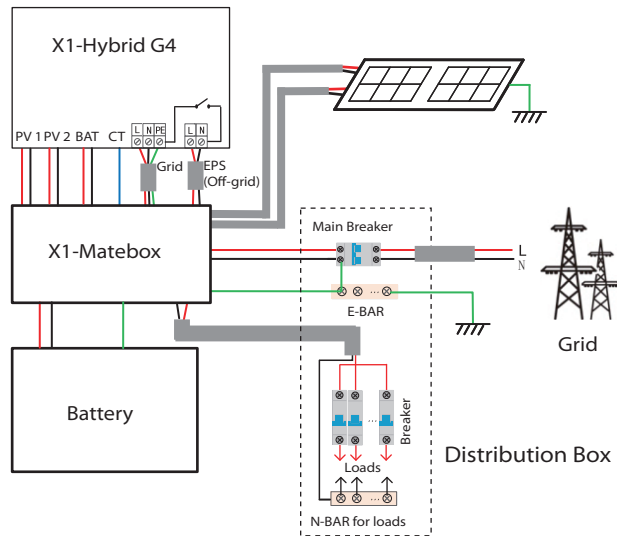 X1-Hybrid G4
PV 1 PV 2 BAT CT
L N PE
L N
Grid
EPS
(Off-grid)
X1-Matebox
Main Breaker
L
N
E-BAR
...
Grid
Battery
...
Breaker
Loads
...
N-BAR for loads
Distribution Box